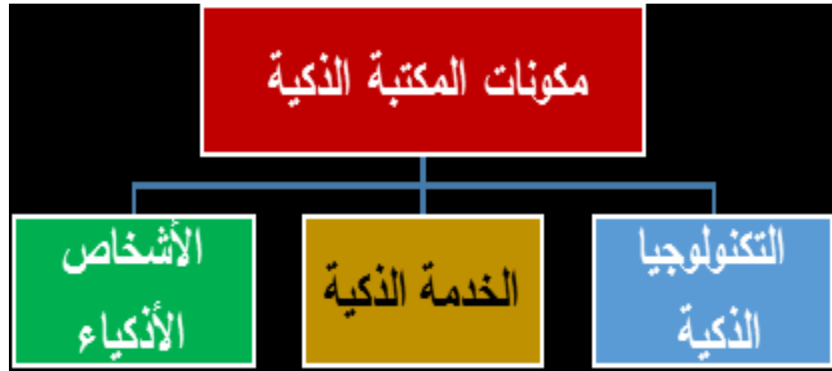 مكونات المكتبة الذكية
التكنولوجيا
الذكية
الخدمة الذكية
الأشخاص
الأذكياء